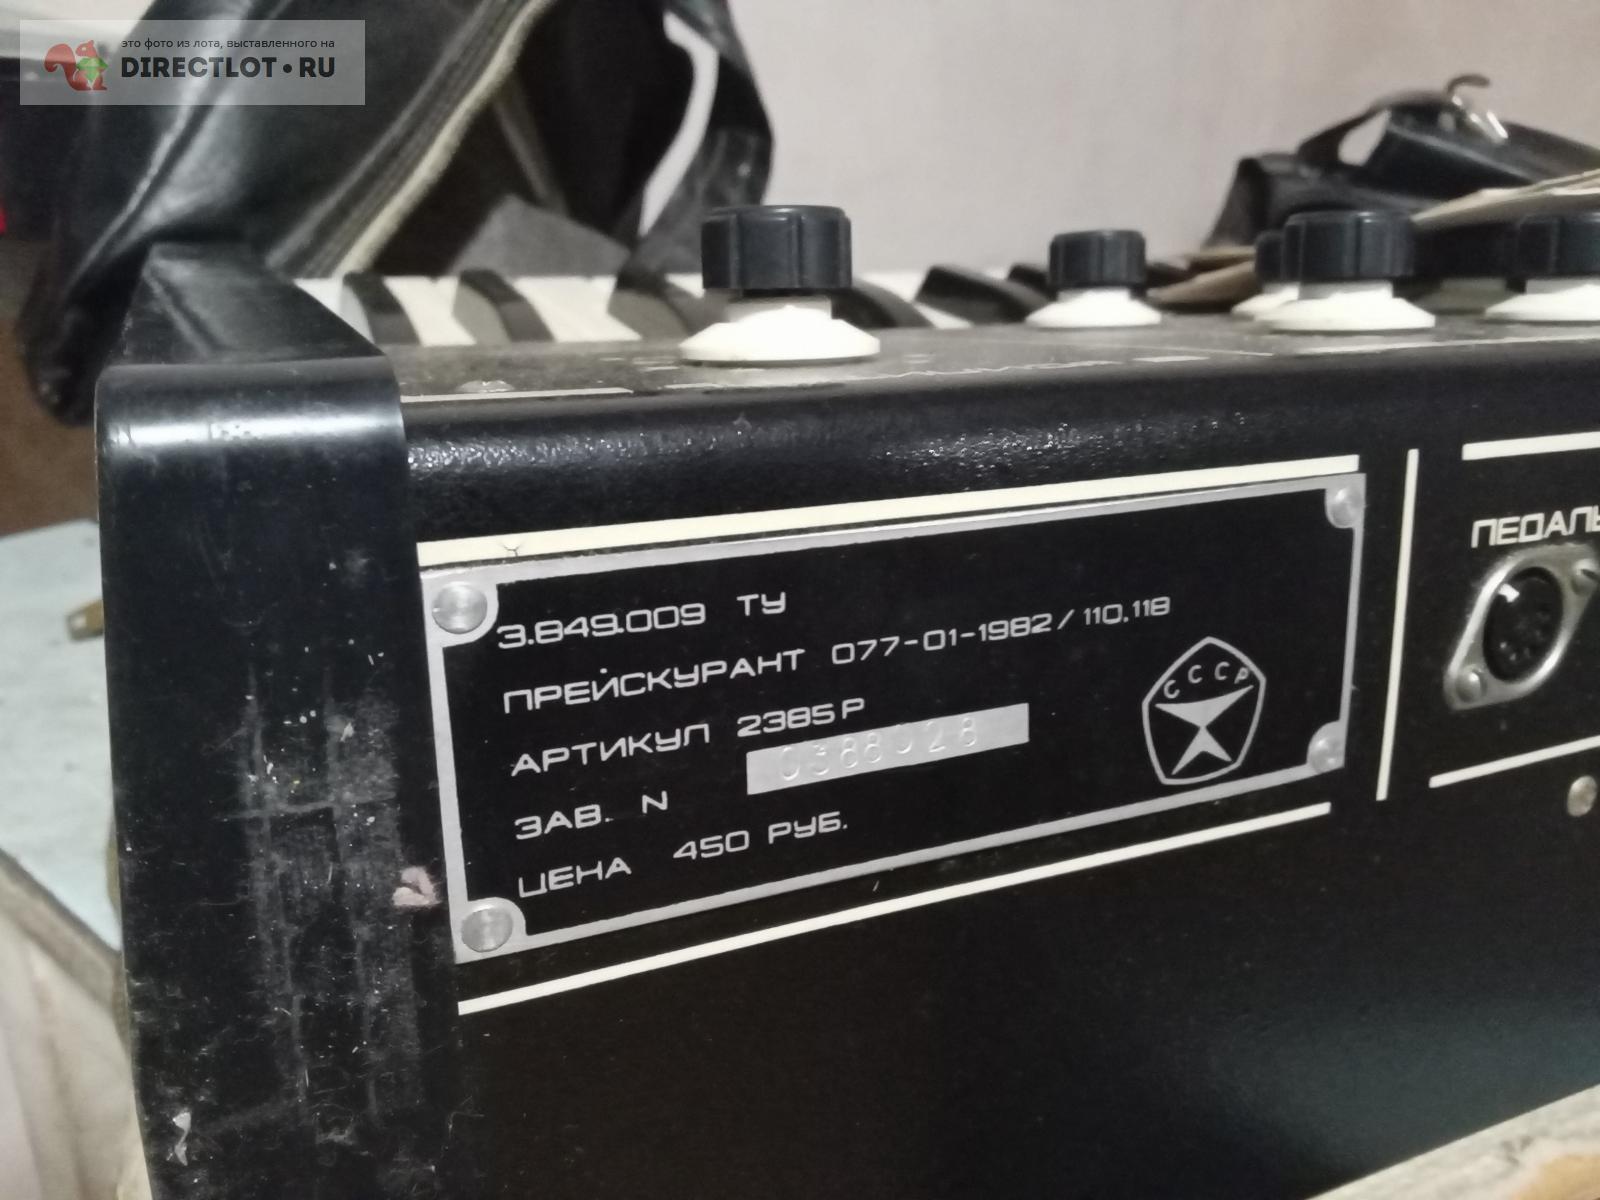 это фото из лота, выставленного на
DIRECTLOT•RU
3.849.009 ТУ
ПРЕЙСКУРАНТ 077-01-1982/110.118
АРТИКУЛ 2385Р
ЗАВ. N
ЦЕНА 450 РУБ.
СССР
ПЕДАЛЬ